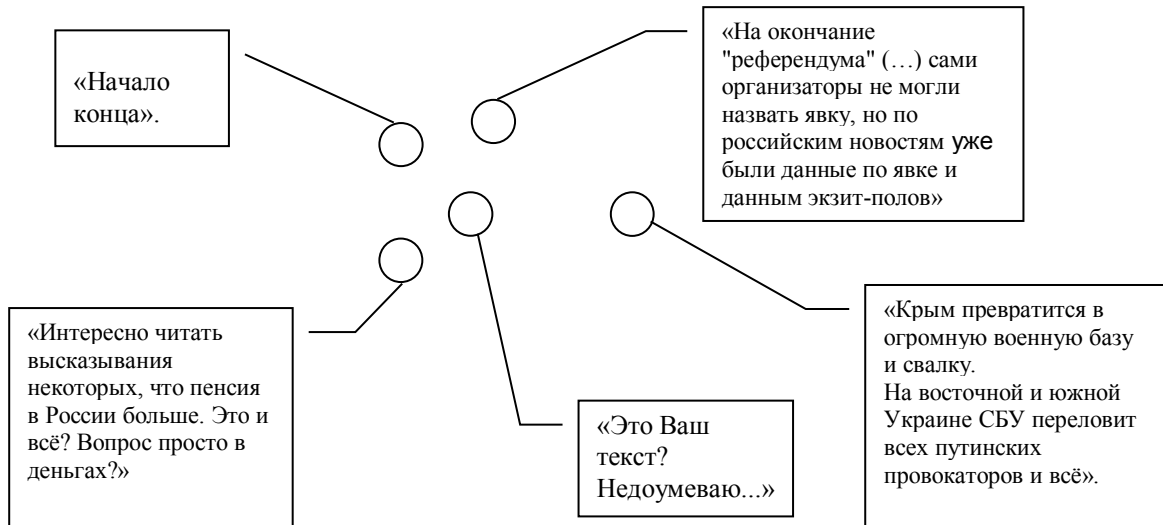 «Начало
конца».
«На окончание
"референдума" (…) сами
организаторы не могли
назвать явку, но по
российским новостям уже
были данные по явке и
данным экзит-полов»
«Интересно читать
высказывания
некоторых, что пенсия
в России больше. Это и
всё? Вопрос просто в
деньгах?»
«Это Ваш
текст?
Недоумеваю...»
«Крым превратится в
огромную военную базу
и свалку.
На восточной и южной
Украине СБУ переловит
всех путинских
провокаторов и всё».